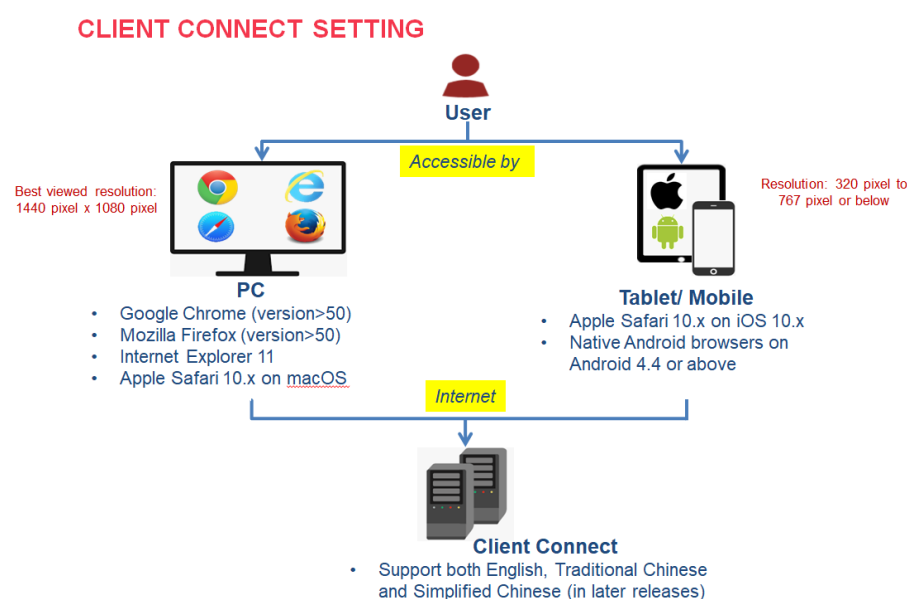 CLIENT CONNECT SETTING
User
Accessible by
Best viewed resolution:
1440 pixel x 1080 pixel
Resolution: 320 pixel to
767 pixel or below
PC
• Google Chrome (version>50)
• Mozilla Firefox (version>50)
• Internet Explorer 11
• Apple Safari 10.x on macOS
Tablet/ Mobile
• Apple Safari 10.x on iOS 10.x
• Native Android browsers on
Android 4.4 or above
Internet
Client Connect
• Support both English, Traditional Chinese
and Simplified Chinese (in later releases)